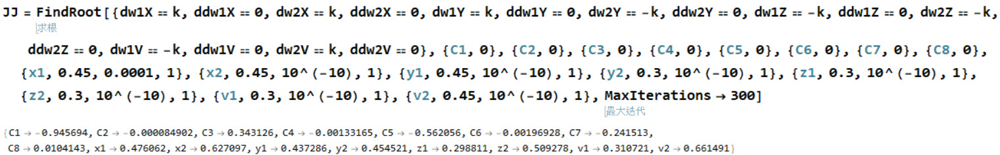 JJ = FindRoot[{dw1X == k, ddw1X == 0, dw2X == k, ddw2X == 0, dw1Y == k, ddw1Y == 0, dw2Y == -k, ddw2Y == 0, dw1Z == -k, ddw1Z == 0, dw2Z == -k,
求根
ddw2Z == 0, dw1V == -k, ddw1V == 0, dw2V == k, ddw2V == 0}, {C1, 0}, {C2, 0}, {C3, 0}, {C4, 0}, {C5, 0}, {C6, 0}, {C7, 0}, {C8, 0},
{x1, 0.45, 0.0001, 1}, {x2, 0.45, 10^(-10), 1}, {y1, 0.45, 10^(-10), 1}, {y2, 0.3, 10^(-10), 1}, {z1, 0.3, 10^(-10), 1},
{z2, 0.3, 10^(-10), 1}, {v1, 0.3, 10^(-10), 1}, {v2, 0.45, 10^(-10), 1}, MaxIterations → 300]
最大迭代
{C1 → -0.945694, C2 → -0.000084902, C3 → 0.343126, C4 → -0.00133165, C5 → -0.562056, C6 → -0.00196928, C7 → -0.241513,
C8 → 0.0104143, x1 → 0.476062, x2 → 0.627097, y1 → 0.437286, y2 → 0.454521, z1 → 0.298811, z2 → 0.509278, v1 → 0.310721, v2 → 0.661491}